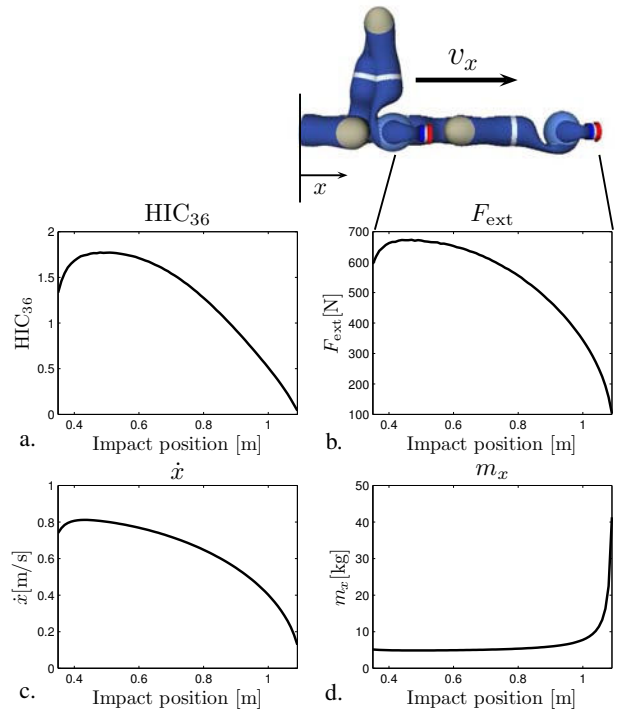 v_x
x
HIC₃₆
F_ext
2
1.5
1
0.5
0
HIC₃₆
0.4 0.6 0.8 1
a. Impact position [m]
700
600
500
400
300
200
100
F_ext[N]
0.4 0.6 0.8 1
b. Impact position [m]
ẋ
m_x
1
0.8
0.6
0.4
0.2
0
ẋ[m/s]
0.4 0.6 0.8 1
c. Impact position [m]
50
40
30
20
10
0
m_x[kg]
0.4 0.6 0.8 1
d. Impact position [m]